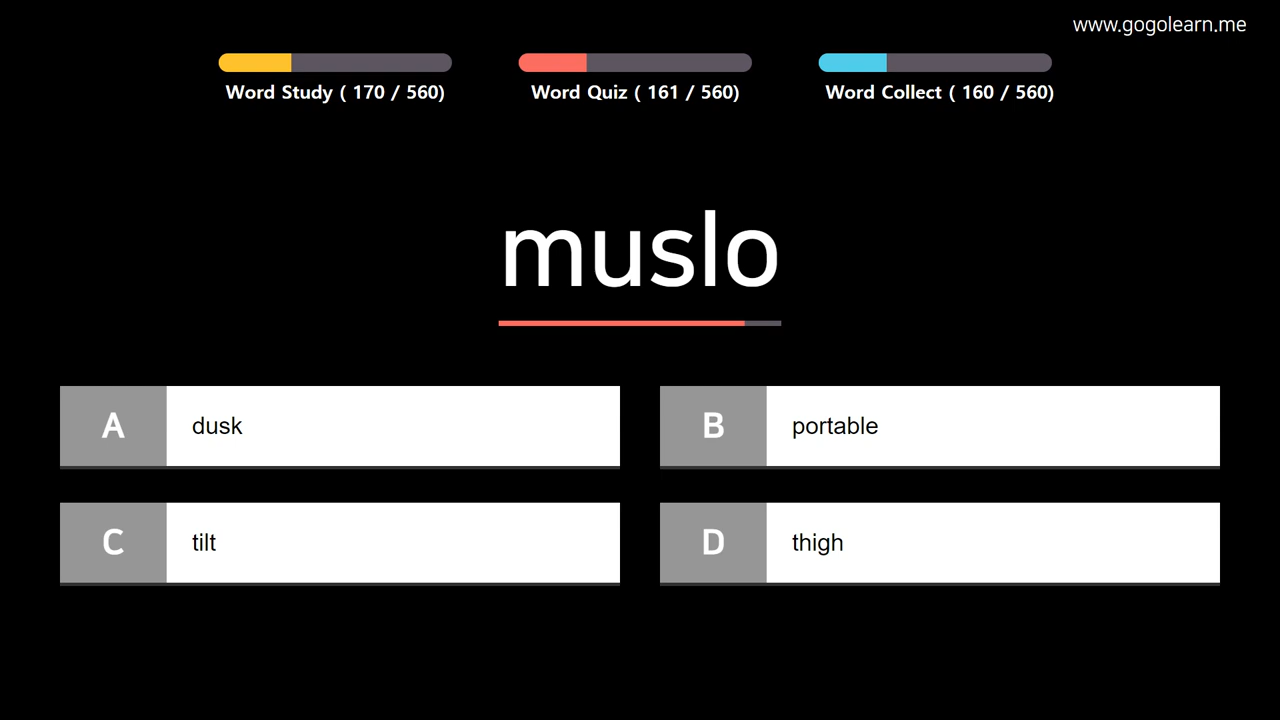 www.gogolearn.me
Word Study ( 170 / 560)
Word Quiz ( 161 / 560)
Word Collect ( 160 / 560)
muslo
A dusk
B portable
C tilt
D thigh